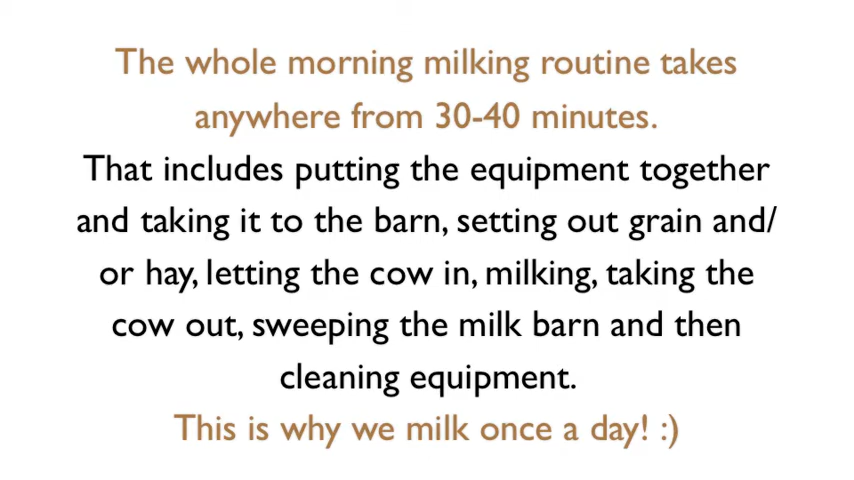 The whole morning milking routine takes
anywhere from 30-40 minutes.
That includes putting the equipment together
and taking it to the barn, setting out grain and/
or hay, letting the cow in, milking, taking the
cow out, sweeping the milk barn and then
cleaning equipment.
This is why we milk once a day! :)